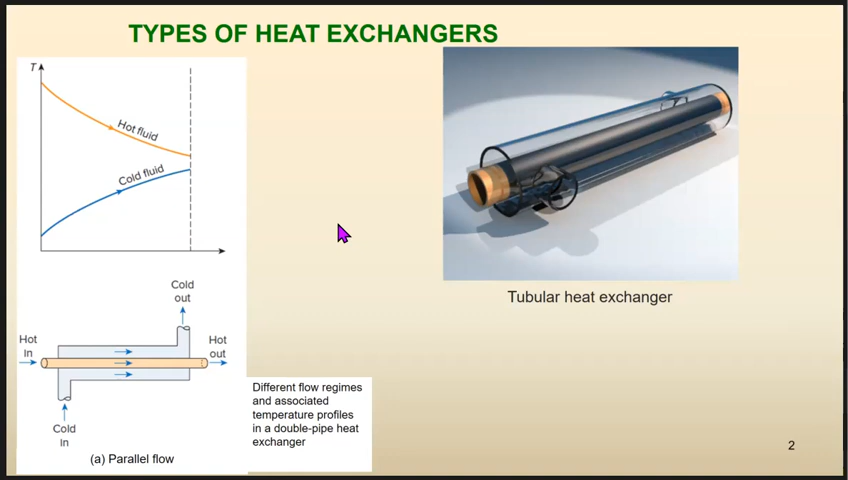 TYPES OF HEAT EXCHANGERS
T
Hot fluid
Cold fluid
Cold
out
Hot
in
Hot
out
Cold
in
(a) Parallel flow
Different flow regimes
and associated
temperature profiles
in a double-pipe heat
exchanger
Tubular heat exchanger
2